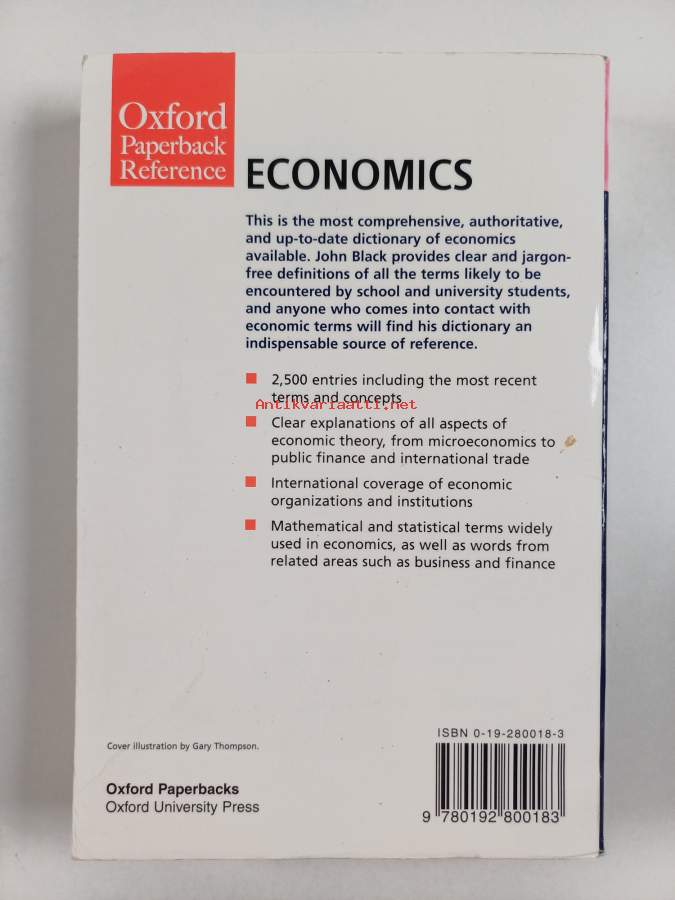 Oxford
Paperback
Reference
ECONOMICS
This is the most comprehensive, authoritative,
and up-to-date dictionary of economics
available. John Black provides clear and jargon-
free definitions of all the terms likely to be
encountered by school and university students,
and anyone who comes into contact with
economic terms will find his dictionary an
indispensable source of reference.
2,500 entries including the most recent
terms and concepts
Antikvariaatti.net
Clear explanations of all aspects of
economic theory, from microeconomics to
public finance and international trade
International coverage of economic
organizations and institutions
Mathematical and statistical terms widely
used in economics, as well as words from
related areas such as business and finance
Cover illustration by Gary Thompson.
Oxford Paperbacks
Oxford University Press
ISBN 0-19-280018-3
9 780192 800183